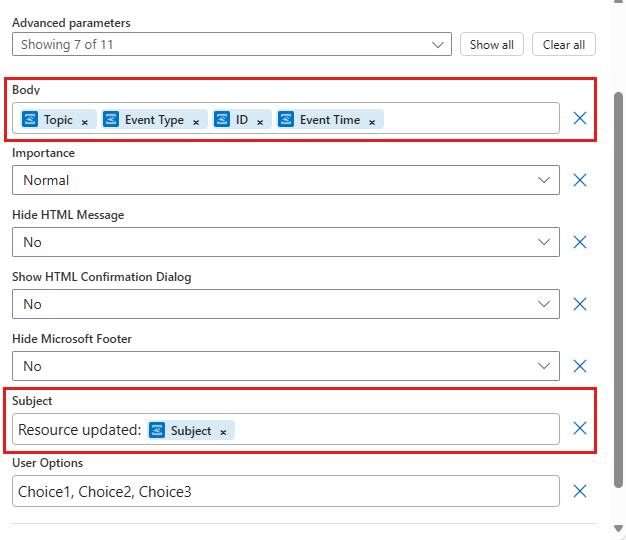 Advanced parameters
Showing 7 of 11 Show all Clear all
Body
Topic × Event Type × ID × Event Time ×
Importance
Normal
Hide HTML Message
No
Show HTML Confirmation Dialog
No
Hide Microsoft Footer
No
Subject
Resource updated: Subject ×
User Options
Choice1, Choice2, Choice3